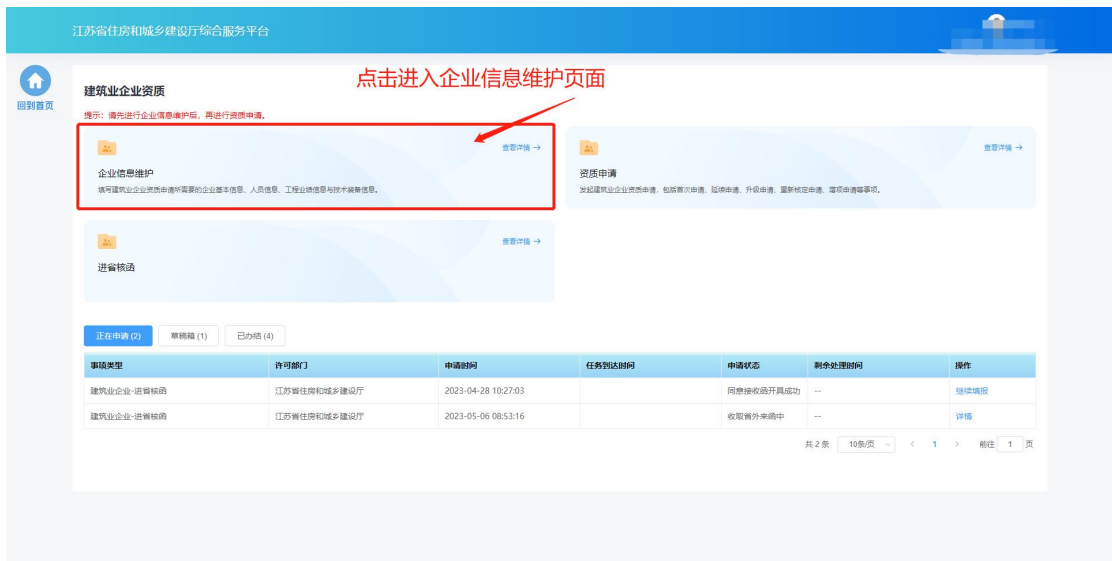 江苏省住房和城乡建设厅综合服务平台
回到首页
点击进入企业信息维护页面
建筑业企业资质
提示：请先进行企业信息维护后，再进行资质申请。
查看详情 →
企业信息维护
填写建筑业企业资质申请所需要的企业基本信息、人员信息、工程业绩信息与技术装备信息。
查看详情 →
资质申请
发起建筑业企业资质申请，包括首次申请、延续申请、升级申请、重新核定申请、增项申请等事项。
查看详情 →
进省核函
正在申请 (2) 草稿箱 (1) 已办结 (4)
事项类型 许可部门 申请时间 任务到达时间 申请状态 剩余处理时间 操作
建筑业企业-进省核函 江苏省住房和城乡建设厅 2023-04-28 10:27:03 同意接收函开具成功 -- 继续填报
建筑业企业-进省核函 江苏省住房和城乡建设厅 2023-05-06 08:53:16 收取省外来函中 -- 详情
共 2 条 10条/页 < 1 > 前往 1 页